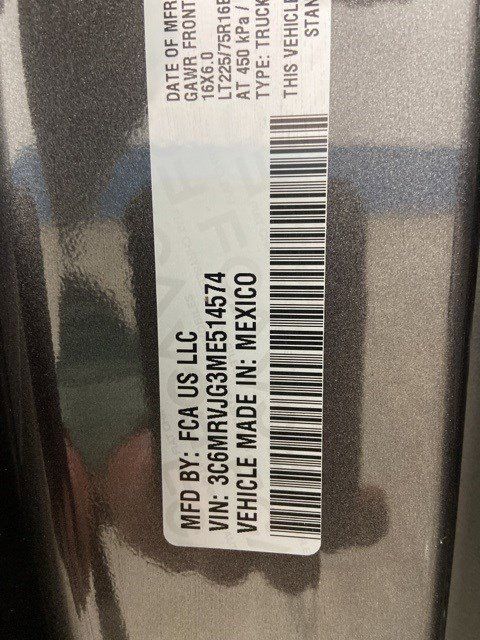 MFD BY: FCA US LLC
VIN: 3C6MRVJG3ME514574
VEHICLE MADE IN: MEXICO
DATE OF MFR
GAWR FRONT
16X6.0
LT225/75R16E
AT 450 kPa /
TYPE: TRUCK
THIS VEHICLE
STAN